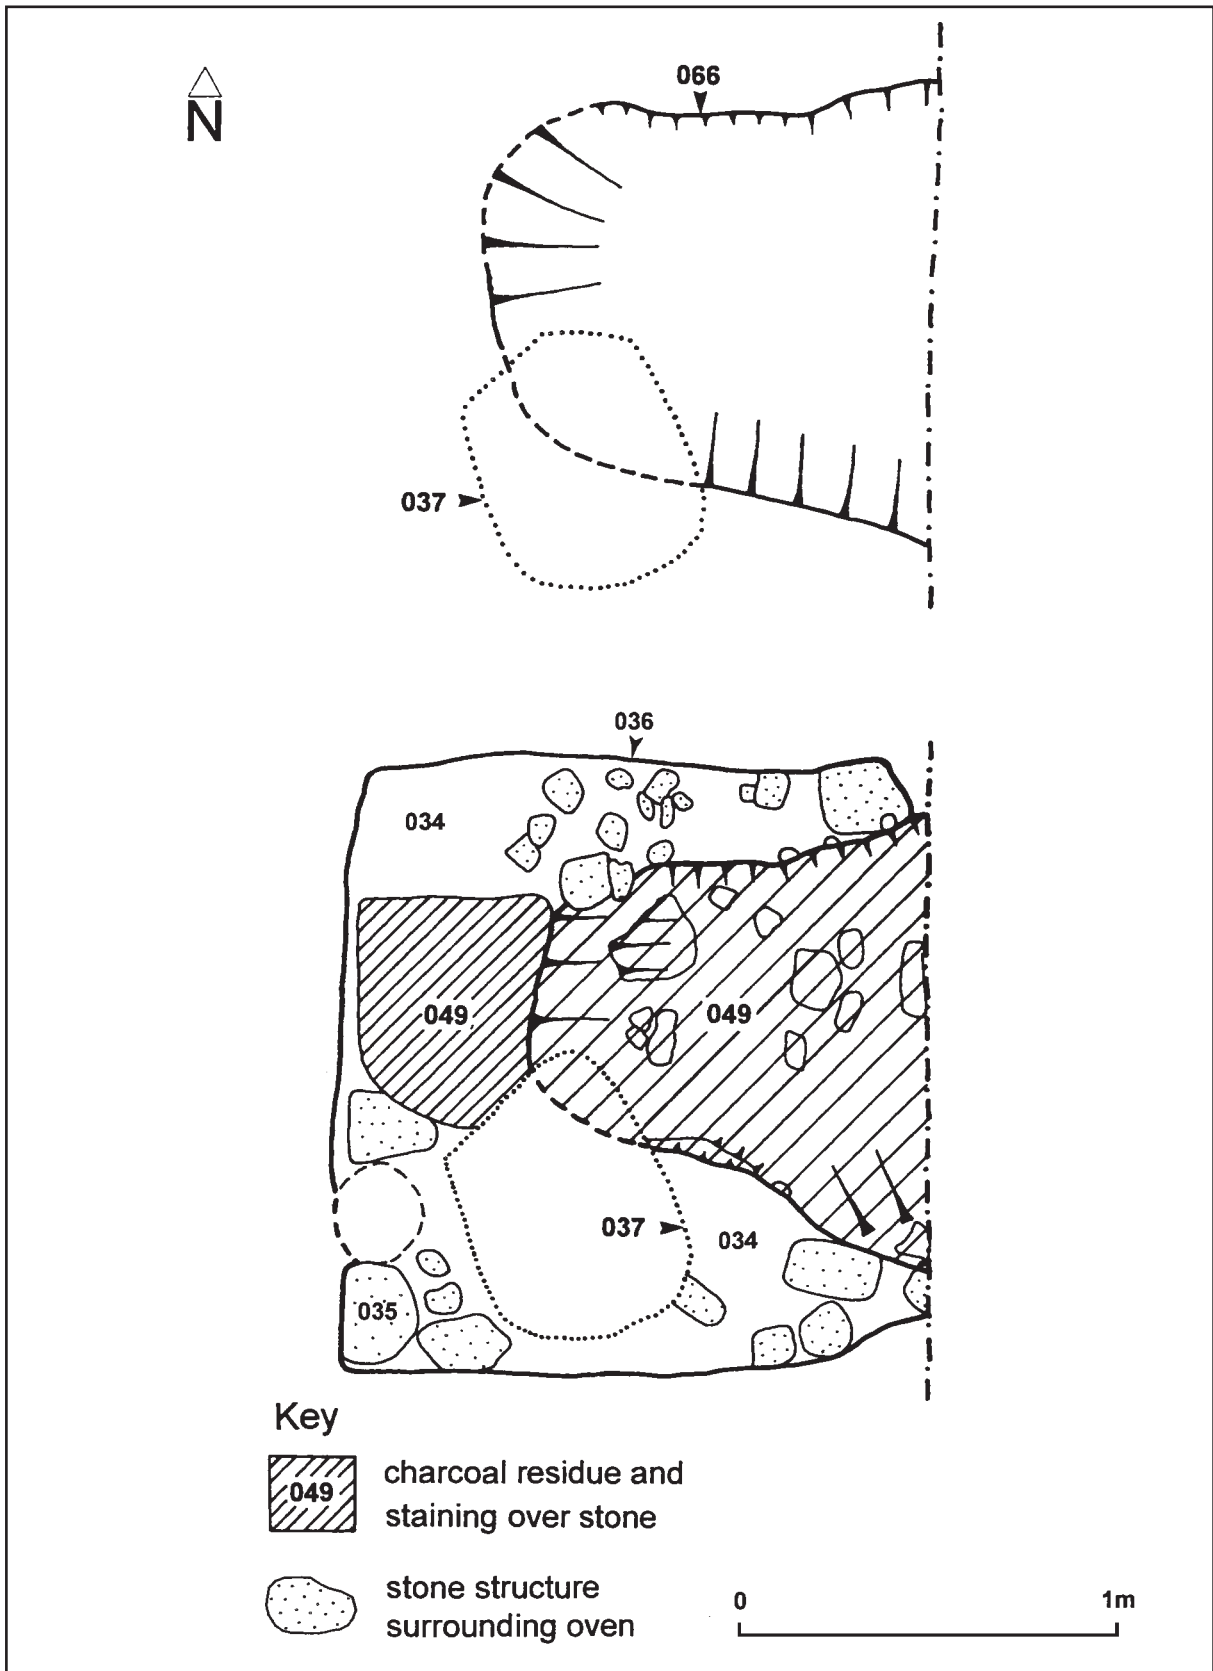 066
N
037
036
034
049
049
037
034
035
Key
049
charcoal residue and
staining over stone
stone structure
surrounding oven
0
1m